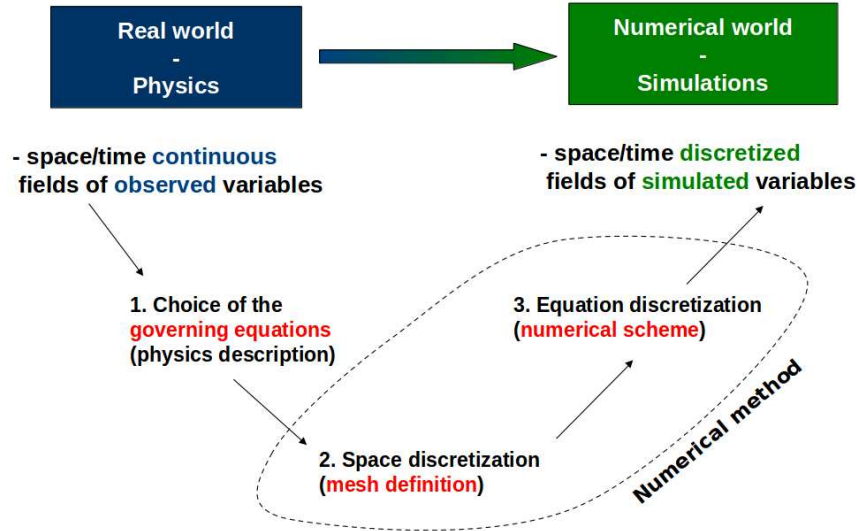 Real world
-
Physics
Numerical world
-
Simulations
- space/time continuous
fields of observed variables
- space/time discretized
fields of simulated variables
1. Choice of the
governing equations
(physics description)
3. Equation discretization
(numerical scheme)
2. Space discretization
(mesh definition)
Numerical method